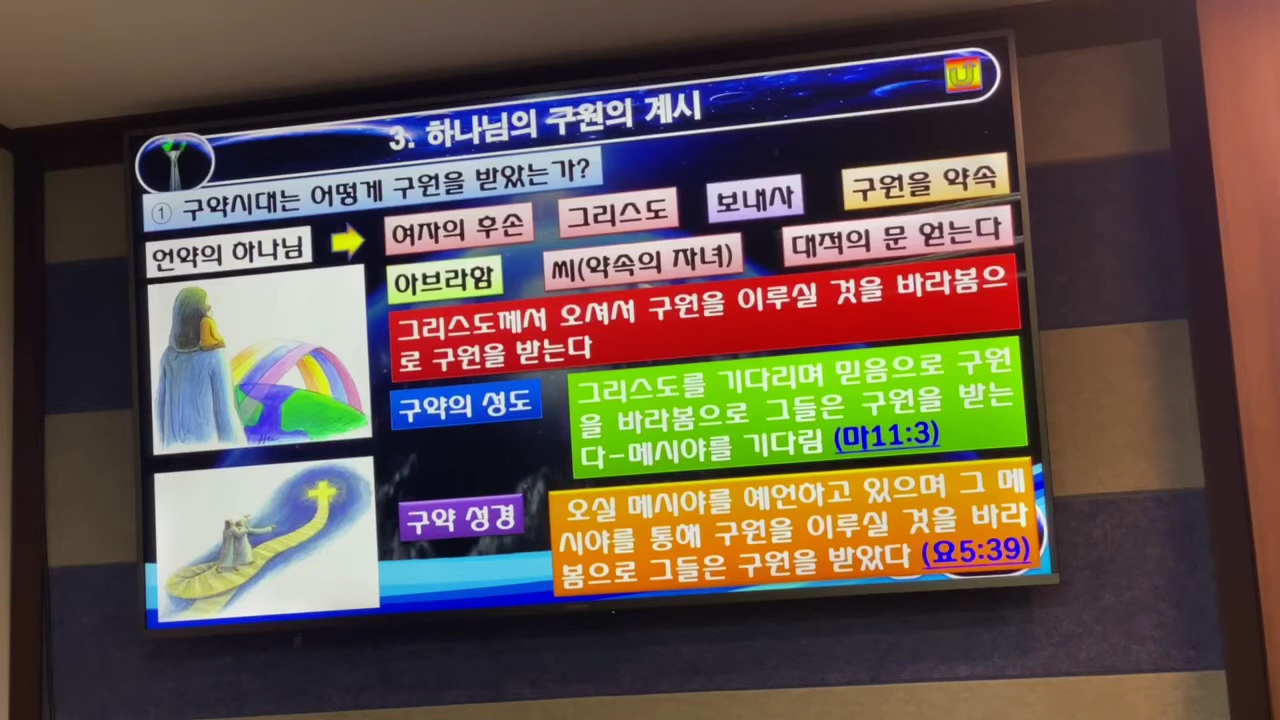 3. 하나님의 구원의 계시
① 구약시대는 어떻게 구원을 받았는가?
언약의 하나님
여자의 후손
그리스도
보내사
구원을 약속
아브라함
씨(약속의 자녀)
대적의 문 얻는다
그리스도께서 오셔서 구원을 이루실 것을 바라봄으
로 구원을 받는다
구약의 성도
그리스도를 기다리며 믿음으로 구원
을 바라봄으로 그들은 구원을 받는
다-메시야를 기다림 (마11:3)
구약 성경
오실 메시야를 예언하고 있으며 그 메
시야를 통해 구원을 이루실 것을 바라
봄으로 그들은 구원을 받았다 (요5:39)